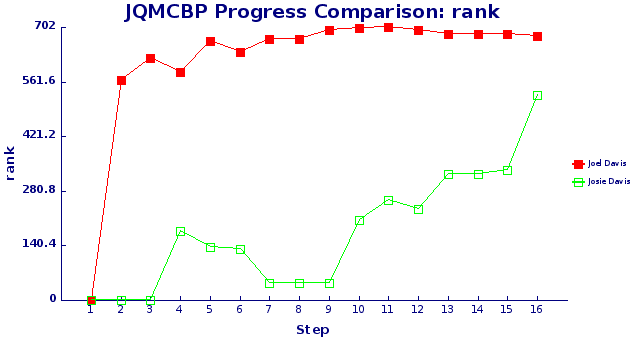 JQMCBP Progress Comparison: rank
702
561.6
421.2
280.8
140.4
0
rank
1 2 3 4 5 6 7 8 9 10 11 12 13 14 15 16
Step
Joel Davis
Josie Davis